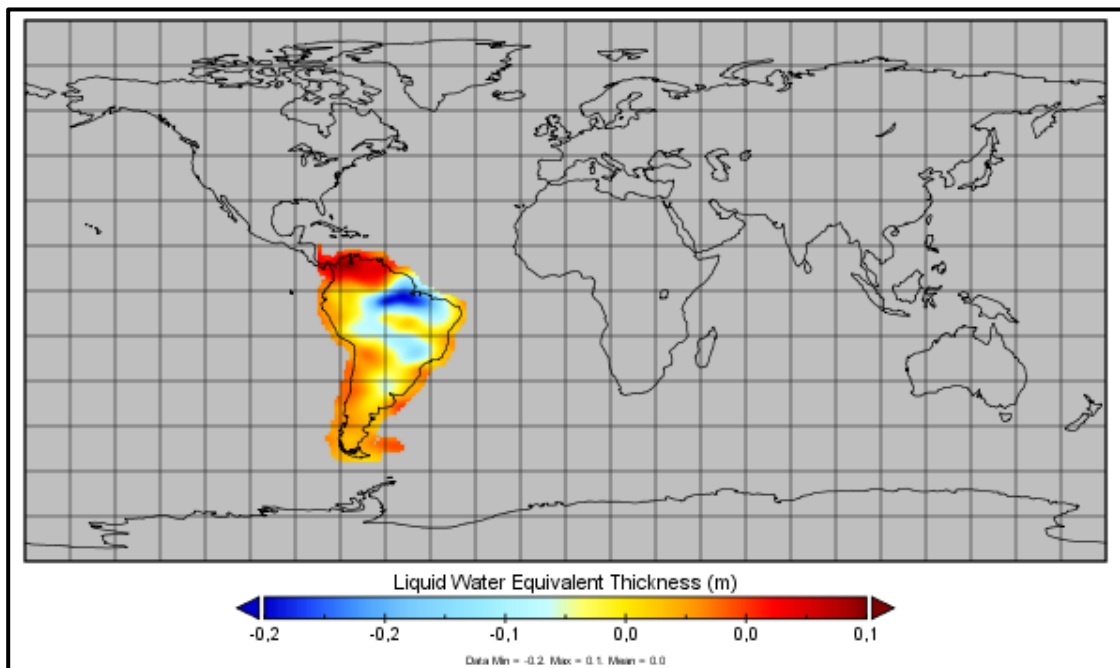 Liquid Water Equivalent Thickness (m)
-0,2 -0,2 -0,1 0,0 0,0 0,1
Data Min = -0.2, Max = 0.1, Mean = 0.0